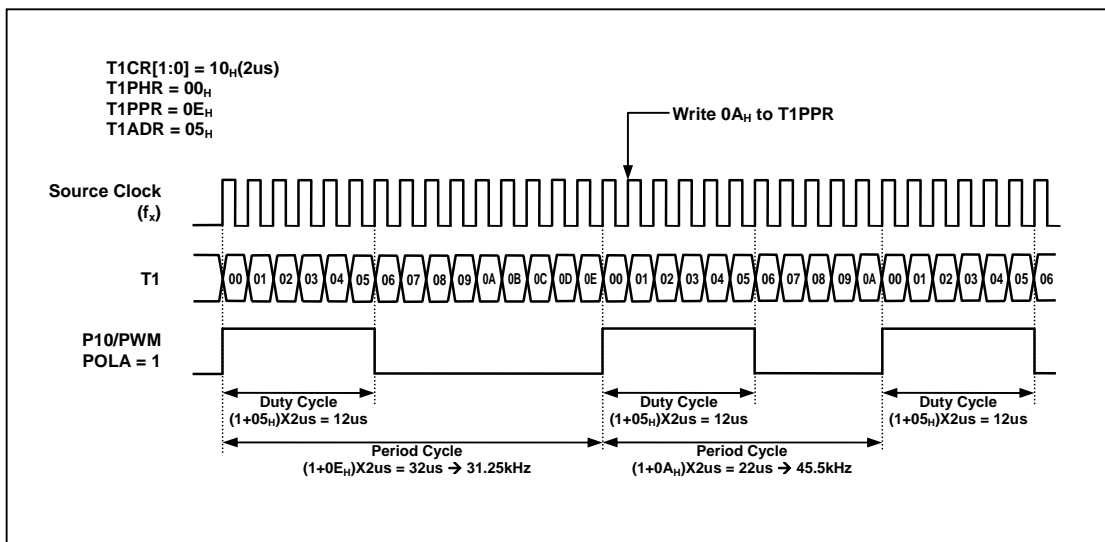 T1CR[1:0] = 10H(2us)
T1PHR = 00H
T1PPR = 0EH
T1ADR = 05H
Write 0AH to T1PPR
Source Clock
(fx)
T1
00 01 02 03 04 05 06 07 08 09 0A 0B 0C 0D 0E 00 01 02 03 04 05 06 07 08 09 0A 00 01 02 03 04 05 06
P10/PWM
POLA = 1
Duty Cycle
(1+05H)X2us = 12us
Duty Cycle
(1+05H)X2us = 12us
Duty Cycle
(1+05H)X2us = 12us
Period Cycle
(1+0EH)X2us = 32us → 31.25kHz
Period Cycle
(1+0AH)X2us = 22us → 45.5kHz